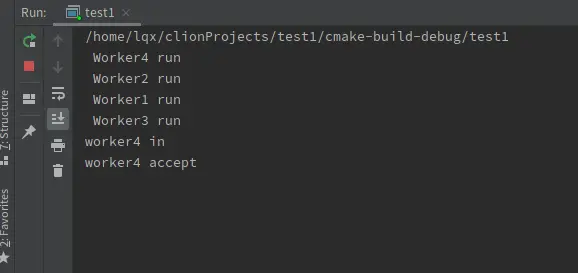 Run: test1
/home/lqx/clionProjects/test1/cmake-build-debug/test1
Worker4 run
Worker2 run
Worker1 run
Worker3 run
worker4 in
worker4 accept
7: Structure
2: Favorites